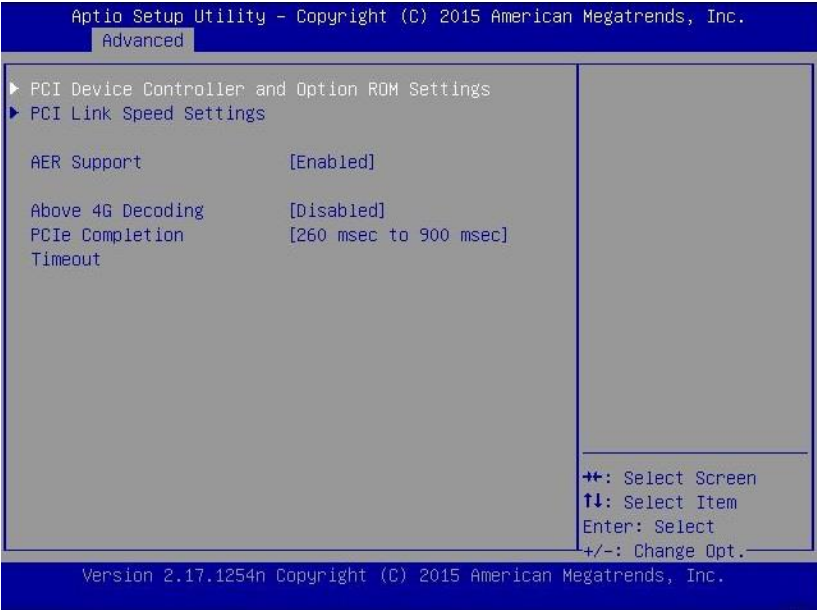 Aptio Setup Utility – Copyright (C) 2015 American Megatrends, Inc.
Advanced
PCI Device Controller and Option ROM Settings
PCI Link Speed Settings
AER Support [Enabled]
Above 4G Decoding [Disabled]
PCIe Completion [260 msec to 900 msec]
Timeout
→←: Select Screen
↑↓: Select Item
Enter: Select
+/-: Change Opt.
Version 2.17.1254n Copyright (C) 2015 American Megatrends, Inc.